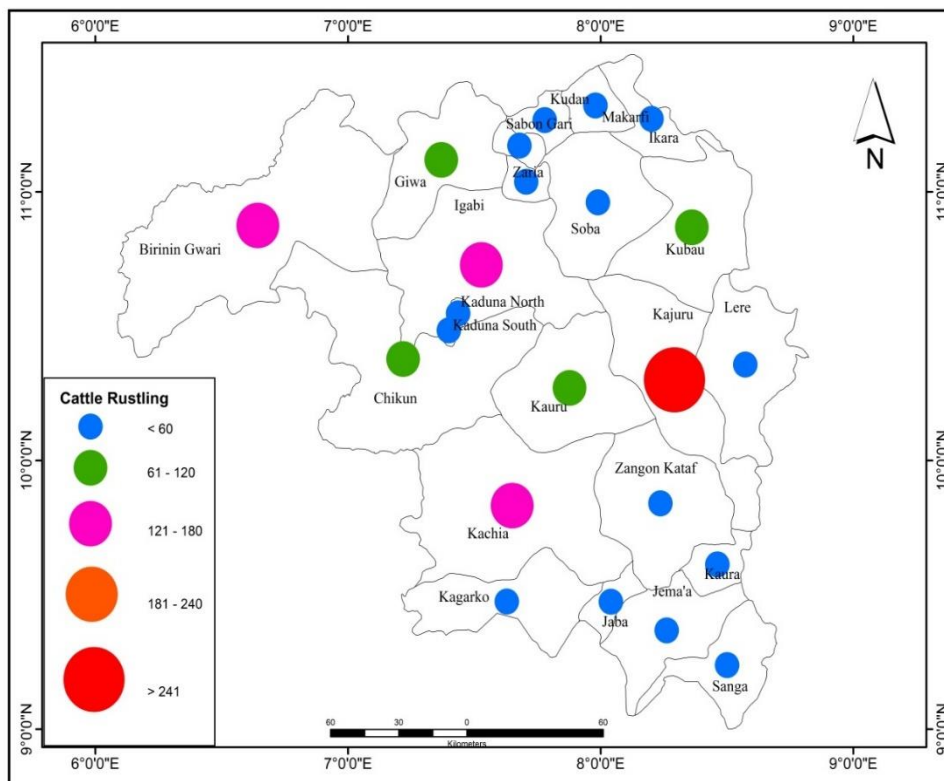 6°0'0"E 7°0'0"E 8°0'0"E 9°0'0"E
Kudan
Makarfi
Sabon Gari
Ikara
N
Zaria
Giwa
11°0'0"N
11°0'0"N
Igabi
Soba
Birinin Gwari
Kubau
Kaduna North
Kajuru
Lere
Kaduna South
Cattle Rustling
Chikun
Kauru
< 60
10°0'0"N
10°0'0"N
61 - 120
Zangon Kataf
121 - 180
Kachia
Kaura
181 - 240
Kagarko
Jema'a
Jaba
> 241
Sanga
9°0'0"N
9°0'0"N
60 30 0 60
Kilometers
6°0'0"E 7°0'0"E 8°0'0"E 9°0'0"E